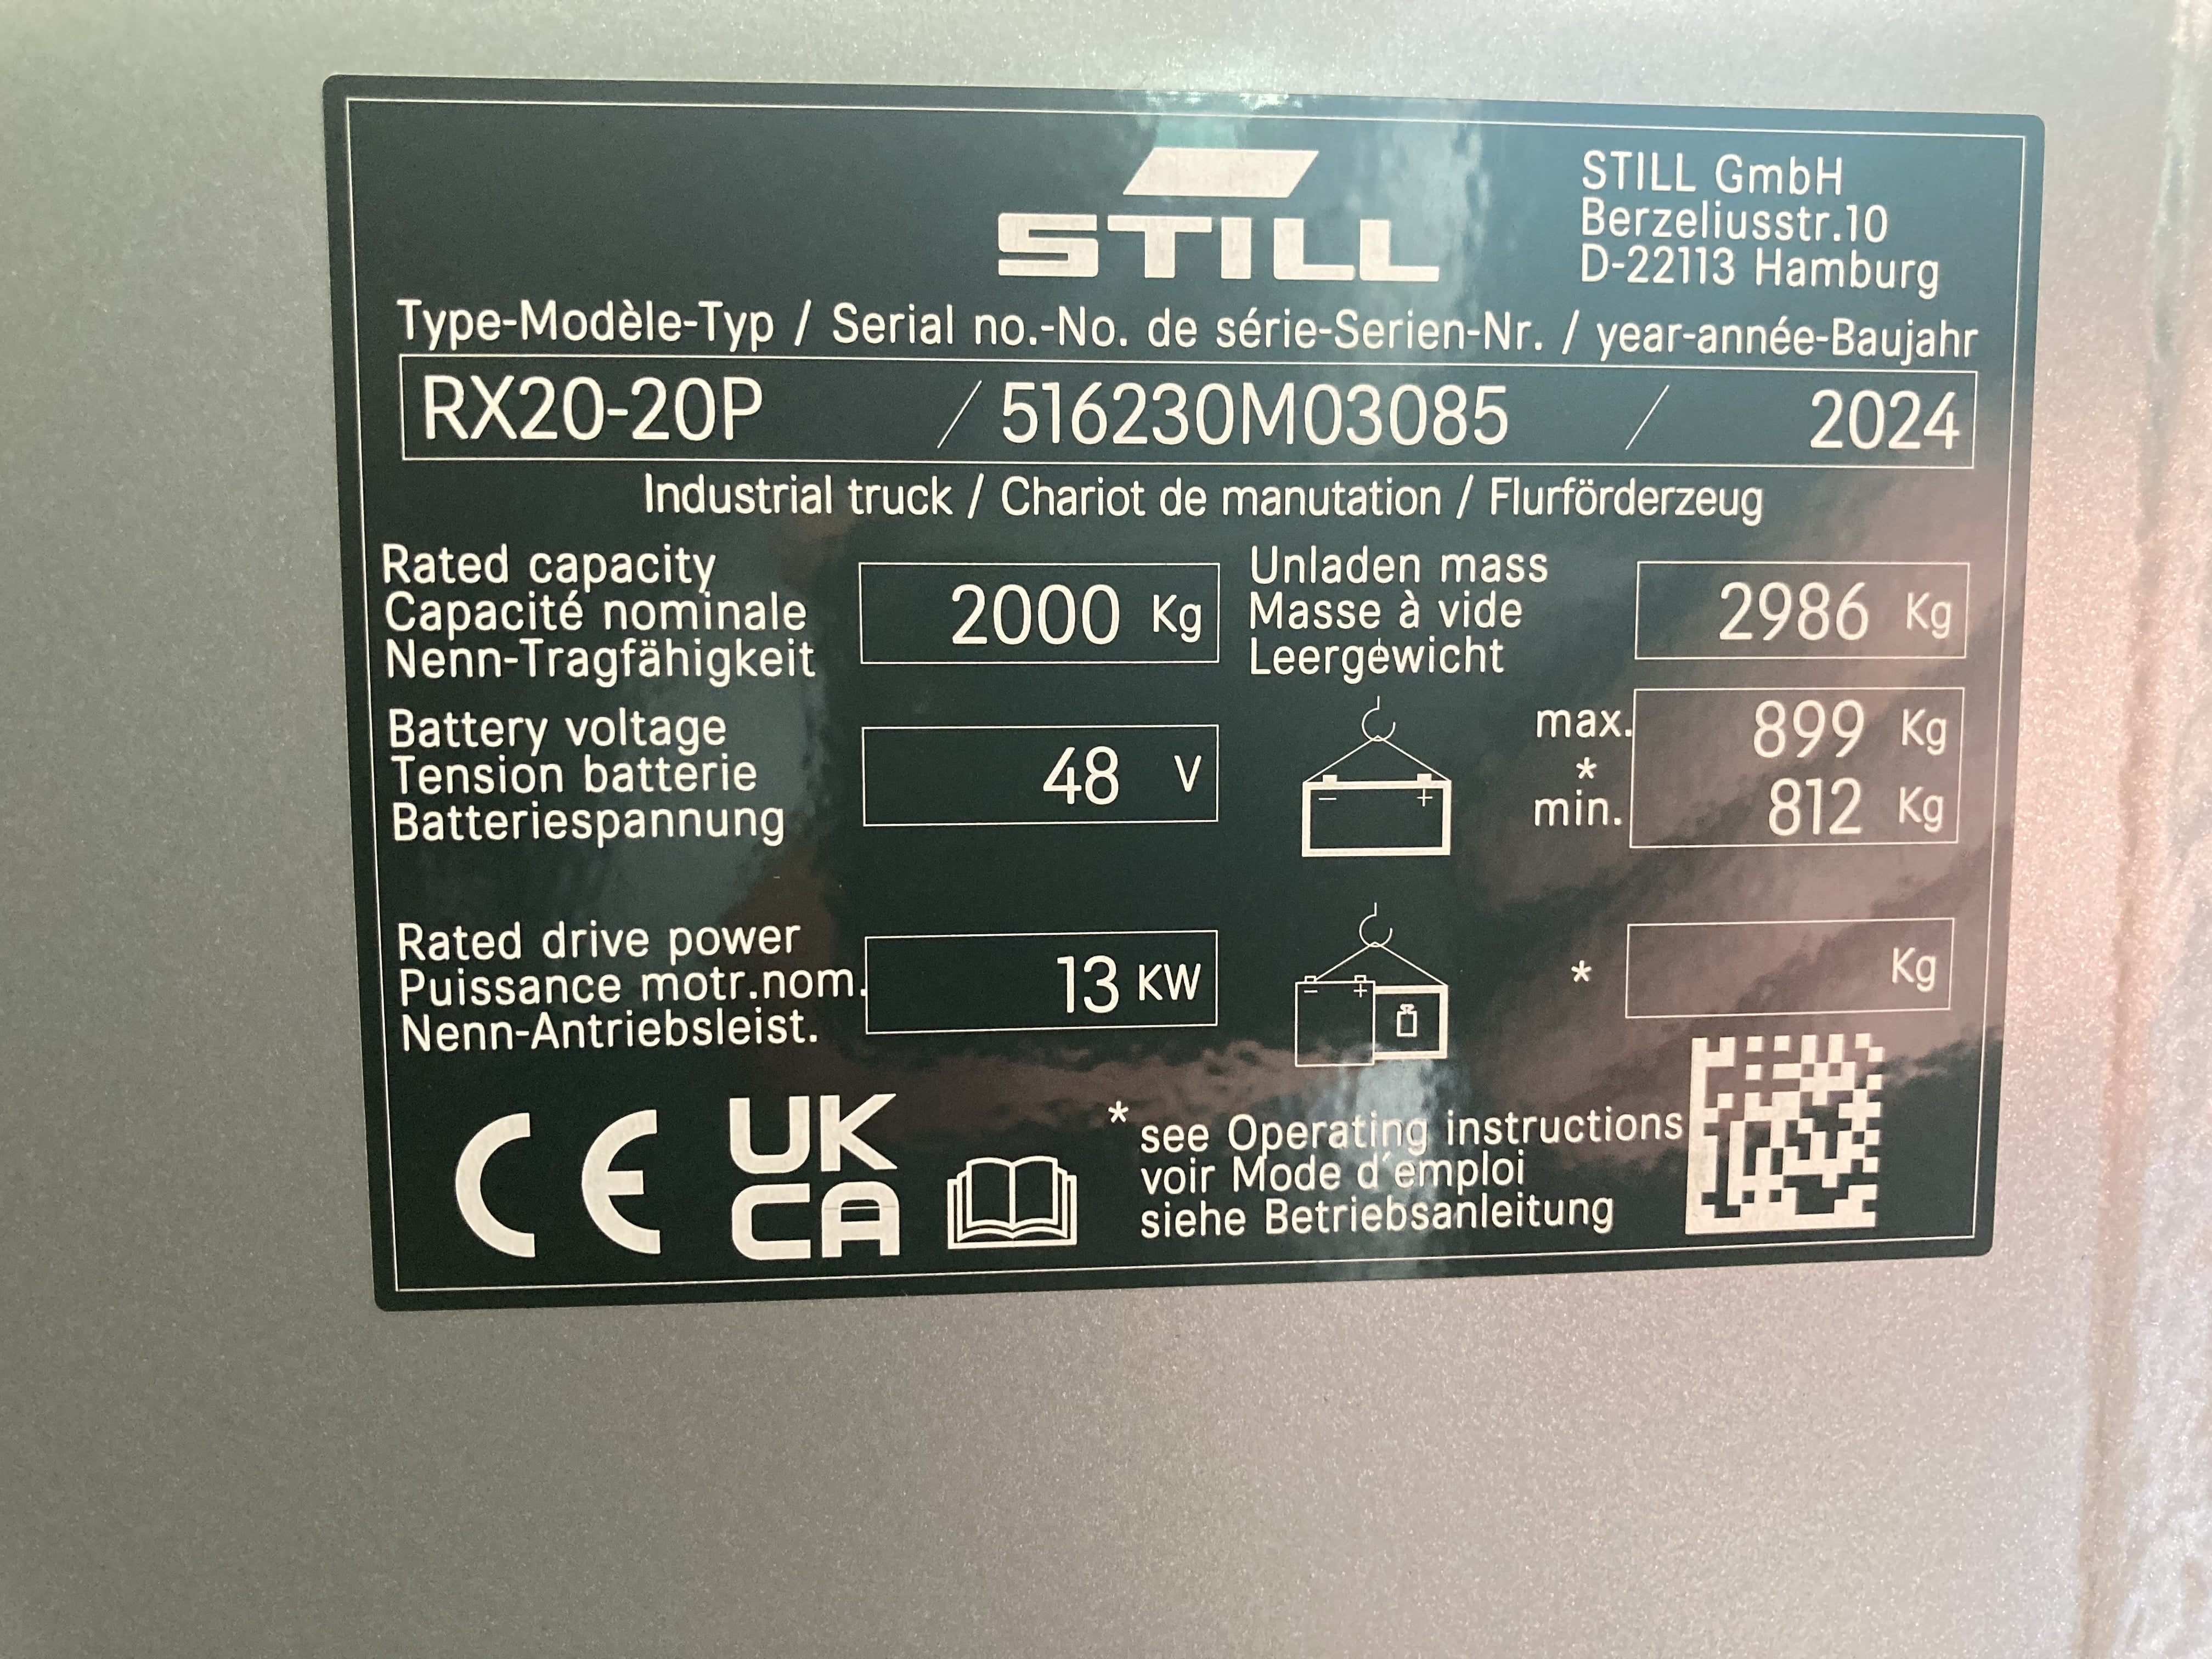 STILL
STILL GmbH
Berzeliusstr.10
D-22113 Hamburg
Type-Modèle-Typ / Serial no.-No. de série-Serien-Nr. / year-année-Baujahr
RX20-20P / 516230M03085 / 2024
Industrial truck / Chariot de manutation / Flurförderzeug
Rated capacity
Capacité nominale
Nenn-Tragfähigkeit
2000 Kg
Unladen mass
Masse à vide
Leergewicht
2986 Kg
Battery voltage
Tension batterie
Batteriespannung
48 V
- +
max. 899 Kg
*
min. 812 Kg
Rated drive power
Puissance motr.nom.
Nenn-Antriebsleist.
13 KW
- +
* Kg
CE
UK
CA
* see Operating instructions
voir Mode d´emploi
siehe Betriebsanleitung